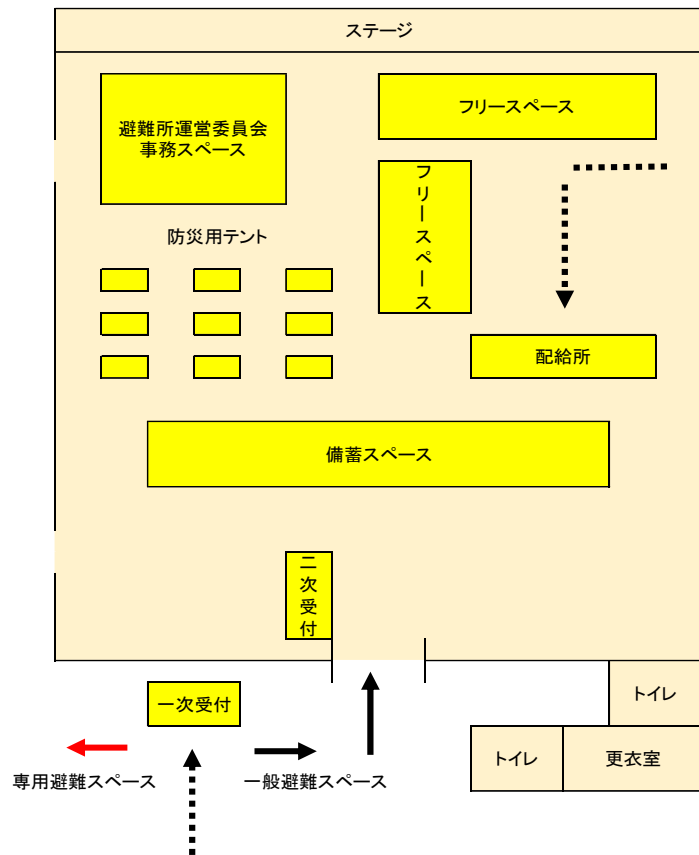 ステージ
避難所運営委員会
事務スペース
フリースペース
フリースペース
防災用テント
配給所
備蓄スペース
二次受付
一次受付
トイレ
専用避難スペース
一般避難スペース
トイレ
更衣室